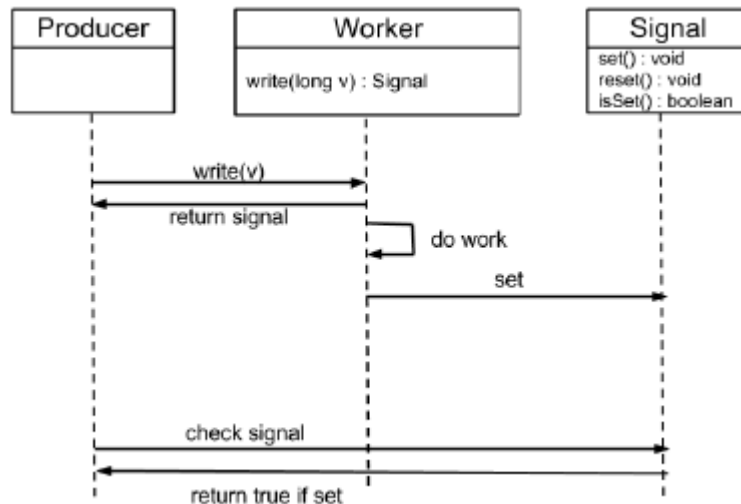 Producer
Worker
Signal
write(long v) : Signal
set() : void
reset() : void
isSet() : boolean
write(v)
return signal
do work
set
check signal
return true if set